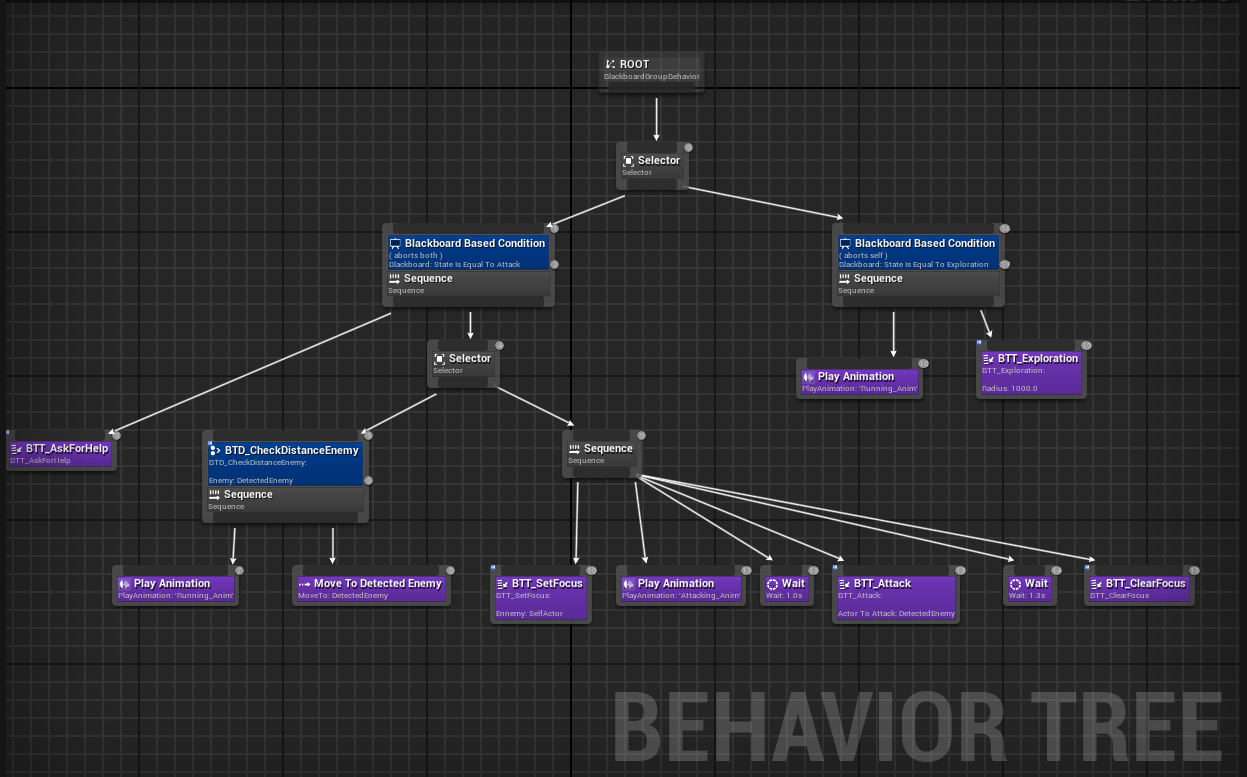 ROOT
BlackboardGroupBehavior
Selector
Selector
Blackboard Based Condition
( aborts both )
Blackboard: State Is Equal To Attack
Sequence
Sequence
Blackboard Based Condition
( aborts self )
Blackboard: State Is Equal To Exploration
Sequence
Sequence
Selector
Selector
Play Animation
PlayAnimation: 'Running_Anim'
BTT_Exploration
BTT_Exploration:
Radius: 1000.0
BTT_AskForHelp
BTT_AskForHelp
BTD_CheckDistanceEnemy
BTD_CheckDistanceEnemy:
Enemy: DetectedEnemy
Sequence
Sequence
Sequence
Sequence
Play Animation
PlayAnimation: 'Running_Anim'
Move To Detected Enemy
MoveTo: DetectedEnemy
BTT_SetFocus
BTT_SetFocus:
Ennemy: SelfActor
Play Animation
PlayAnimation: 'Attacking_Anim'
Wait
Wait: 1.0s
BTT_Attack
BTT_Attack:
Actor To Attack: DetectedEnemy
Wait
Wait: 1.3s
BTT_ClearFocus
BTT_ClearFocus
BEHAVIOR TREE